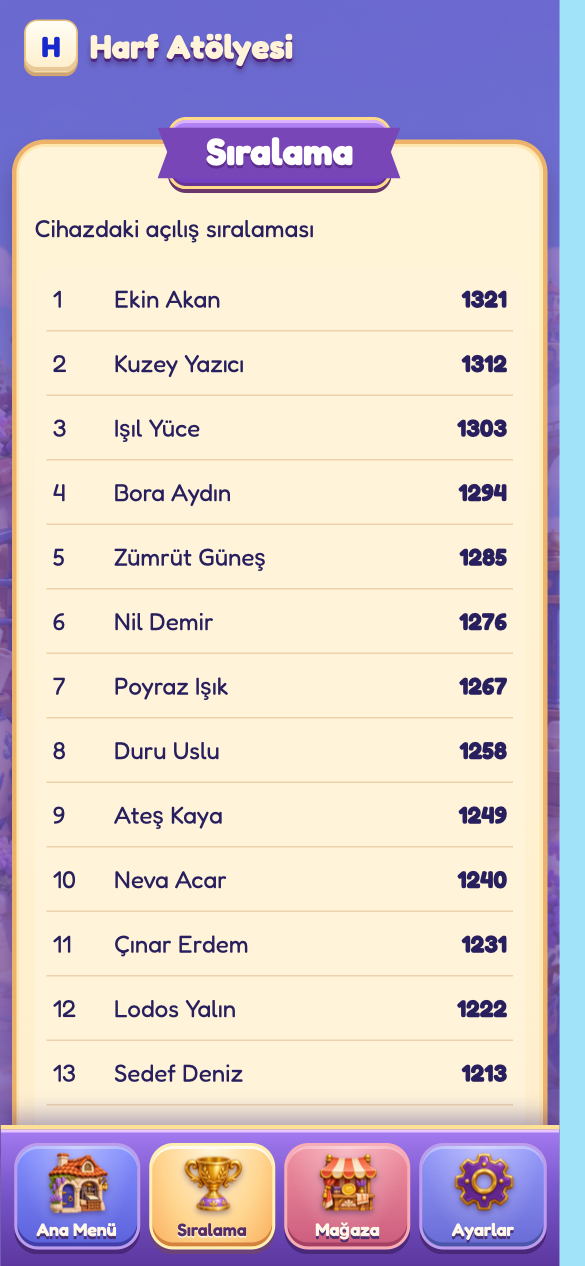 H Harf Atölyesi
Sıralama
Cihazdaki açılış sıralaması
1 Ekin Akan 1321
2 Kuzey Yazıcı 1312
3 Işıl Yüce 1303
4 Bora Aydın 1294
5 Zümrüt Güneş 1285
6 Nil Demir 1276
7 Poyraz Işık 1267
8 Duru Uslu 1258
9 Ateş Kaya 1249
10 Neva Acar 1240
11 Çınar Erdem 1231
12 Lodos Yalın 1222
13 Sedef Deniz 1213
Ana Menü Sıralama Mağaza Ayarlar